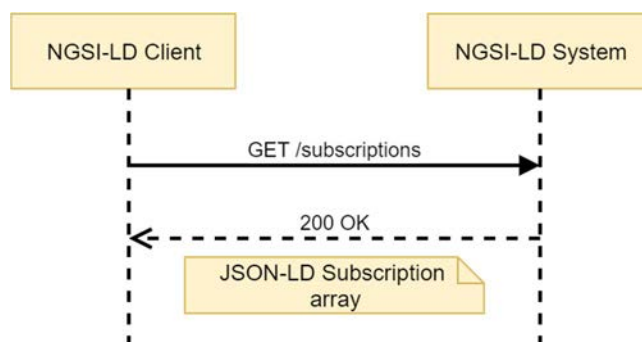 NGSI-LD Client
NGSI-LD System
GET /subscriptions
200 OK
JSON-LD Subscription
array